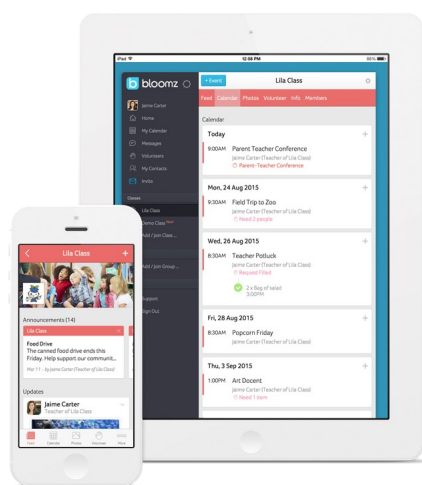 iPad
12:58 PM
86%
bloomz
+ Event
Lila Class
Feed Calendar Photos Volunteer Info Members
Jaime Carter
Home
My Calendar
Messages
Volunteers
My Contacts
Invite
Classes
Lila Class
Demo Class New
Add / Join Class...
Add / Join Group...
Support
Sign Out
Calendar
Today
9:00AM Parent Teacher Conference
Jaime Carter (Teacher of Lila Class)
Parent-Teacher Conference
Mon, 24 Aug 2015
9:30AM Field Trip to Zoo
Jaime Carter (Teacher of Lila Class)
Need 8 people
Wed, 26 Aug 2015
8:30AM Teacher Potluck
Jaime Carter (Teacher of Lila Class)
Request Filled
2 x Bag of salad
3:00PM
Fri, 28 Aug 2015
8:30AM Popcorn Friday
Jaime Carter (Teacher of Lila Class)
Thu, 3 Sep 2015
1:00PM Art Docent
Jaime Carter (Teacher of Lila Class)
Need 1 item
Lila Class
Announcements (14)
Lila Class
Food Drive
The canned food drive ends this
Friday. Help support our communit...
Mar 11 . by Jaime Carter (Teacher of Lila Class)
Updates
Jaime Carter
Teacher of Lila Class
Feed Calendar Photo Volunteer More